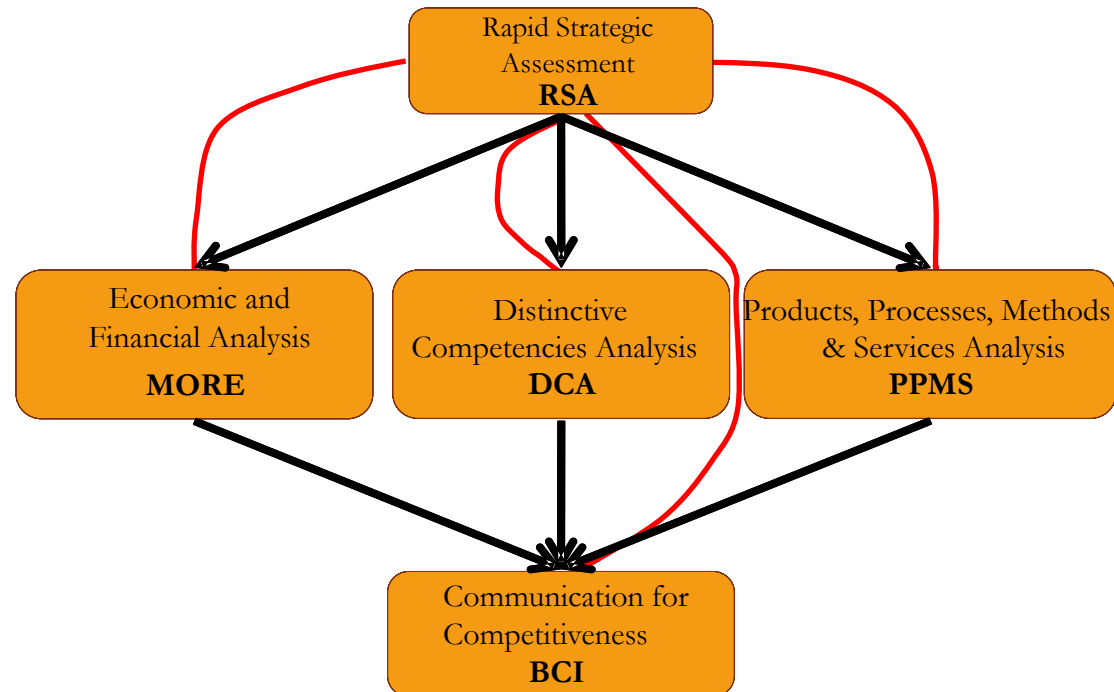 Rapid Strategic
Assessment
RSA
Economic and
Financial Analysis
MORE
Distinctive
Competencies Analysis
DCA
Products, Processes, Methods
& Services Analysis
PPMS
Communication for
Competitiveness
BCI